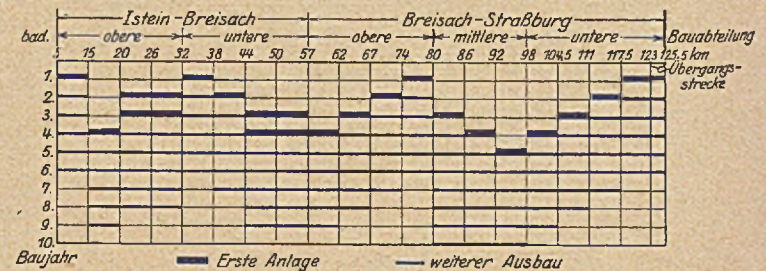 Istein-Breisach Breisach-Straßburg
bad. obere untere obere mittlere untere Bauabteilung
5 15 20 26 32 38 44 50 57 62 67 74 80 86 92 98 104,5 111 117,5 123 125,5 km
Übergangs-
strecke
1.
2.
3.
4.
5.
6.
7.
8.
9.
10.
Baujahr Erste Anlage weiterer Ausbau